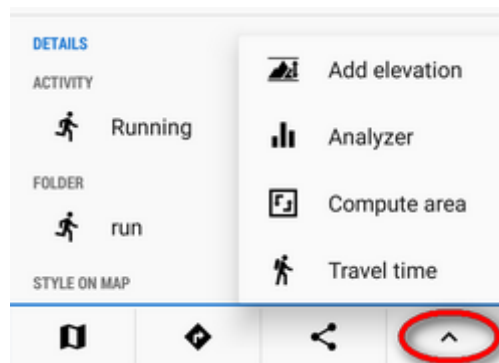 DETAILS
ACTIVITY
Running
FOLDER
run
STYLE ON MAP
Add elevation
Analyzer
Compute area
Travel time